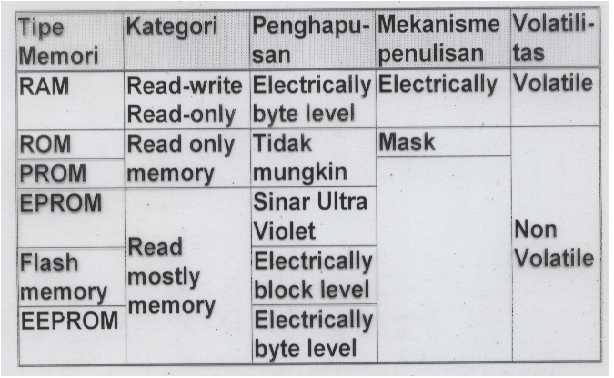 Tipe Memori | Kategori | Penghapu-san | Mekanisme penulisan | Volatili-tas
RAM | Read-write Read-only | Electrically byte level | Electrically | Volatile
ROM | Read only memory | Tidak mungkin | Mask | Non Volatile
PROM
EPROM | Read mostly memory | Sinar Ultra Violet
Flash memory | Electrically block level
EEPROM | Electrically byte level